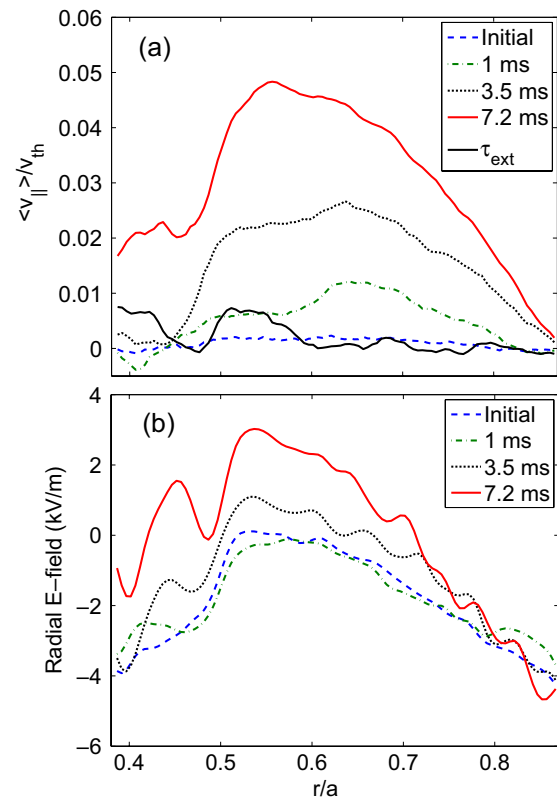 (a)
Initial
1 ms
3.5 ms
7.2 ms
τext
0.06
0.05
0.04
0.03
0.02
0.01
0
<v||>/vth
(b)
Initial
1 ms
3.5 ms
7.2 ms
4
2
0
−2
−4
−6
Radial E−field (kV/m)
0.4 0.5 0.6 0.7 0.8
r/a